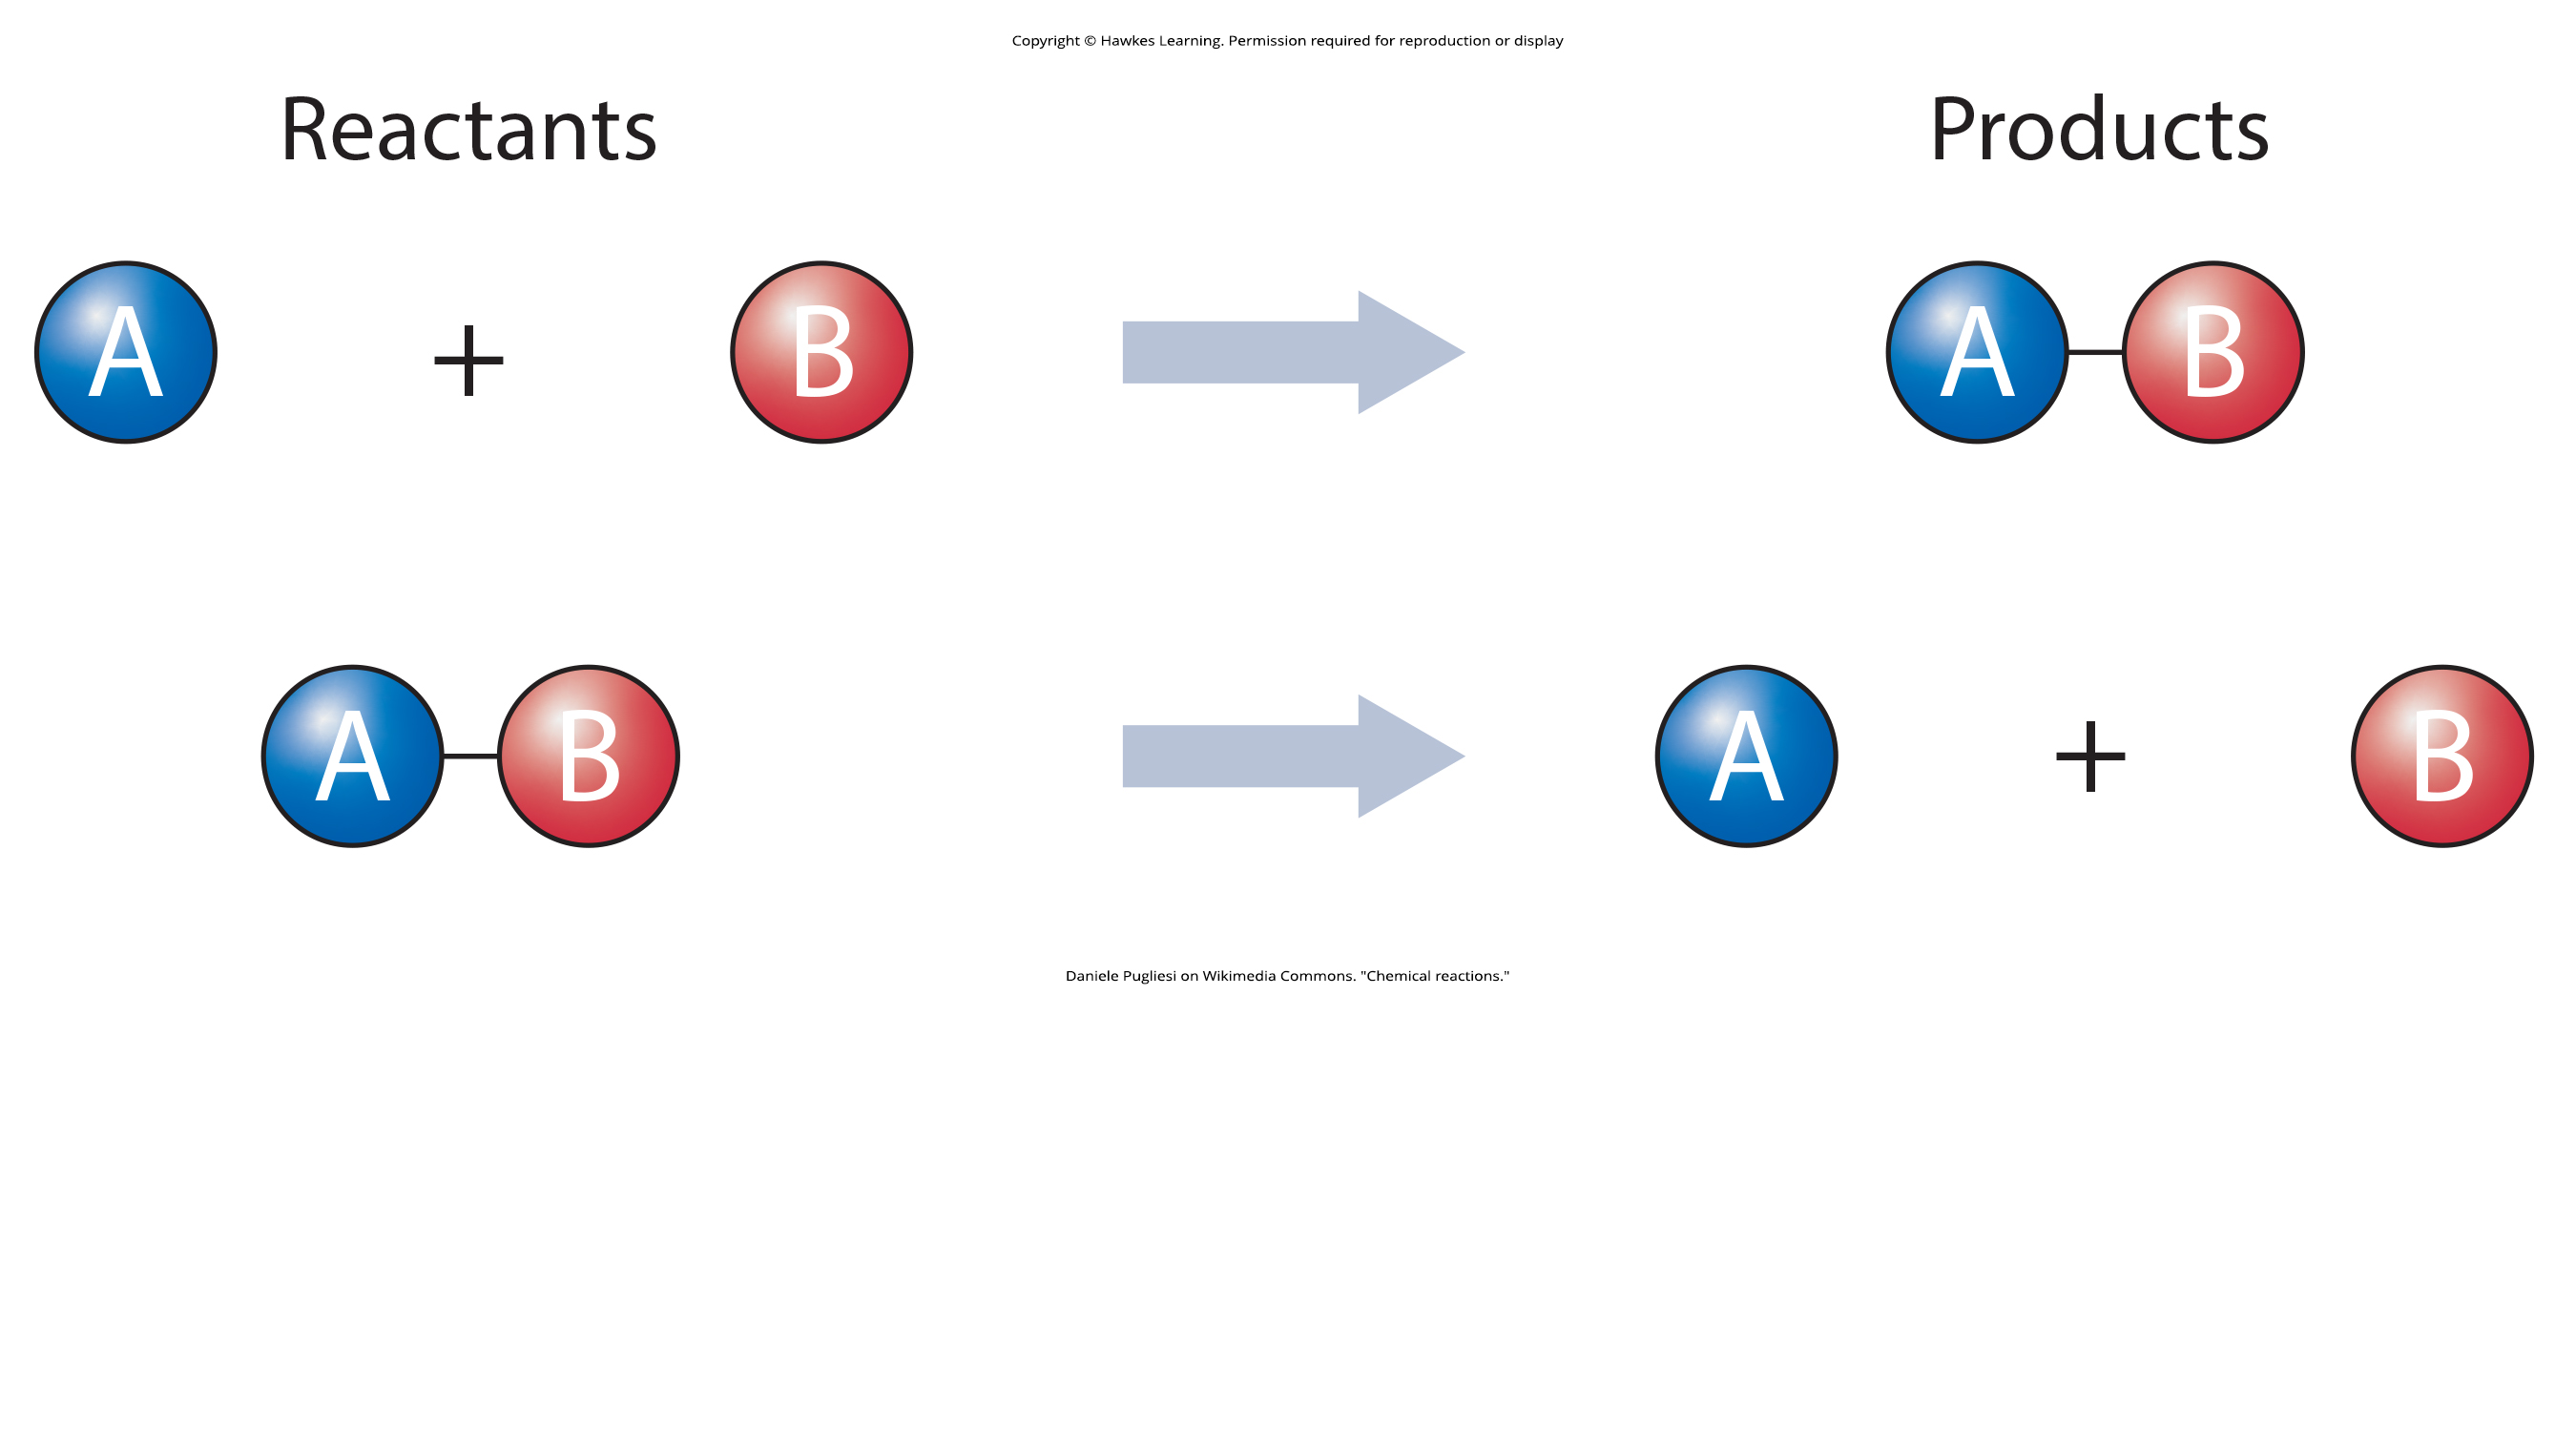 Copyright © Hawkes Learning. Permission required for reproduction or display
Reactants Products
A + B A B
A B A + B
Daniele Pugliesi on Wikimedia Commons. "Chemical reactions."